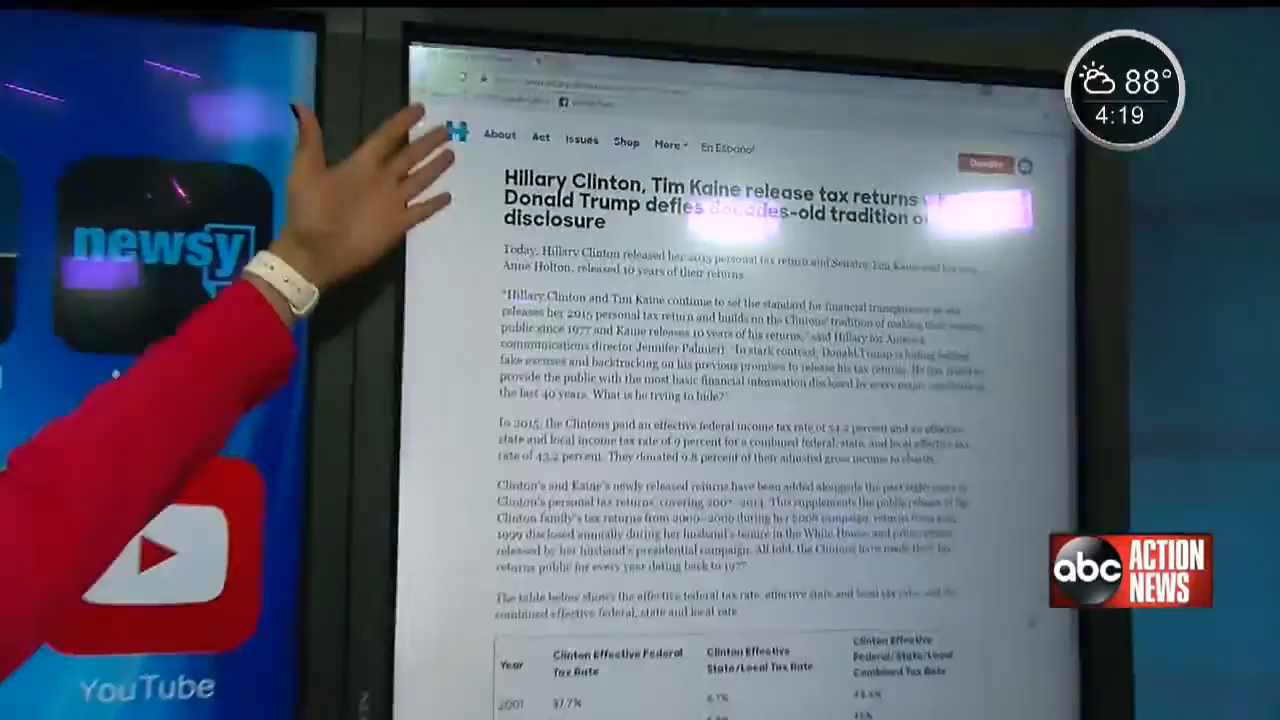 88°
4:19
newsy
YouTube
About Act Issues Shop More En Español
Donate
Hillary Clinton, Tim Kaine release tax returns
Donald Trump defies decades-old tradition
disclosure
Today, Hillary Clinton released her 2015 personal tax return and Senator Tim Kaine and his
Anne Holton, released 10 years of their returns.
"Hillary Clinton and Tim Kaine continue to set the standard for financial transparency
releases her 2015 personal tax return and builds on the Clintons' tradition of making their
public since 1977 and Kaine releases 10 years of his returns," said Hillary for America
communications director Jennifer Palmieri. "In stark contrast, Donald Trump is hiding behind
fake excuses and backtracking on his previous promises to release his tax returns. He
provide the public with the most basic financial information disclosed by every major
the last 40 years. What is he trying to hide?"
In 2015, the Clintons paid an effective federal income tax rate of 34.2 percent and an effective
state and local income tax rate of 9 percent for a combined federal, state, and local effective tax
rate of 43.2 percent. They donated 9.8 percent of their adjusted gross income to charity.
Clinton's and Kaine's newly released returns have been added alongside the past eight years of
Clinton's personal tax returns, covering 2007-2014. This supplements the public release of the
Clinton family's tax returns from 2000-2006 during her 2008 campaign, returns from
1999 disclosed annually during her husband's tenure in the White House and
released by her husband's presidential campaign. All told, the Clintons have made their
returns public for every year dating back to 1977.
The table below shows the effective federal tax rate, effective state and local tax rate, and the
combined effective federal, state and local rate.
Year Clinton Effective Federal Tax Rate Clinton Effective State/Local Tax Rate Clinton Effective Federal/State/Local Combined Tax Rate
2001 37.7%
abc ACTION NEWS